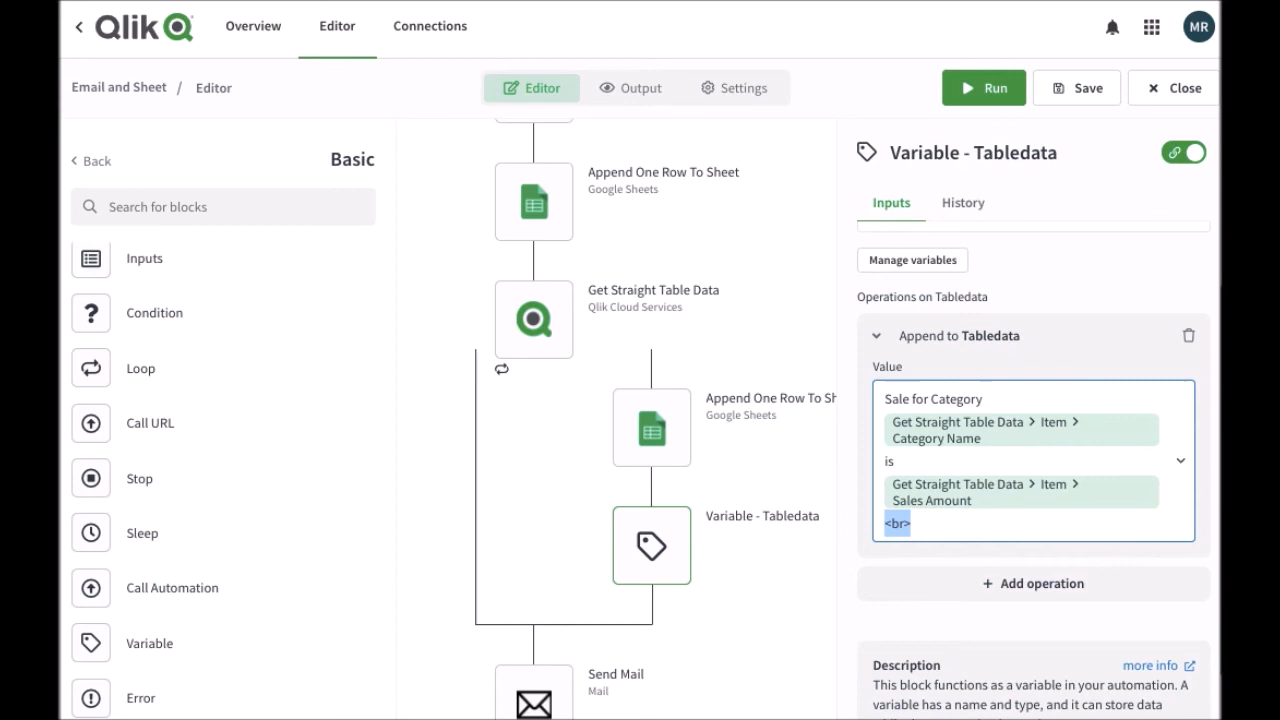 Qlik
Overview
Editor
Connections
MR
Email and Sheet / Editor
Editor
Output
Settings
Run
Save
Close
Back
Basic
Search for blocks
Inputs
Condition
Loop
Call URL
Stop
Sleep
Call Automation
Variable
Error
Append One Row To Sheet
Google Sheets
Get Straight Table Data
Qlik Cloud Services
Append One Row To Sh
Google Sheets
Variable - Tabledata
Send Mail
Mail
Variable - Tabledata
Inputs
History
Manage variables
Operations on Tabledata
Append to Tabledata
Value
Sale for Category
Get Straight Table Data > Item >
Category Name
is
Get Straight Table Data > Item >
Sales Amount
<br>
+ Add operation
Description
more info
This block functions as a variable in your automation. A
variable has a name and type, and it can store data